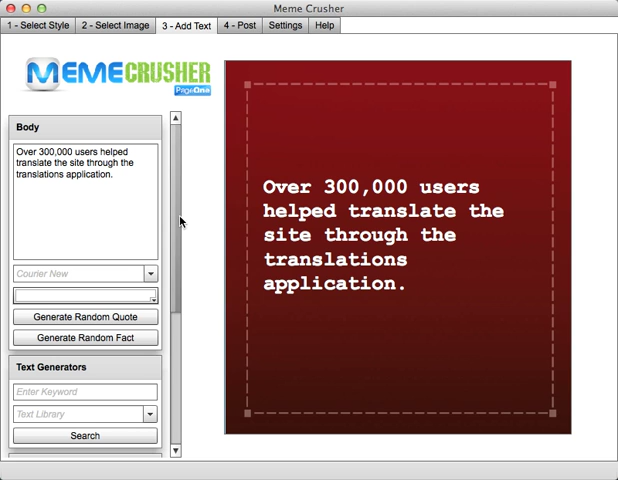 Meme Crusher
1 - Select Style
2 - Select Image
3 - Add Text
4 - Post
Settings
Help
MEMECRUSHER
PageOne
Body
Over 300,000 users helped
translate the site through the
translations application.
Courier New
Generate Random Quote
Generate Random Fact
Text Generators
Enter Keyword
Text Library
Search
Over 300,000 users
helped translate the
site through the
translations
application.